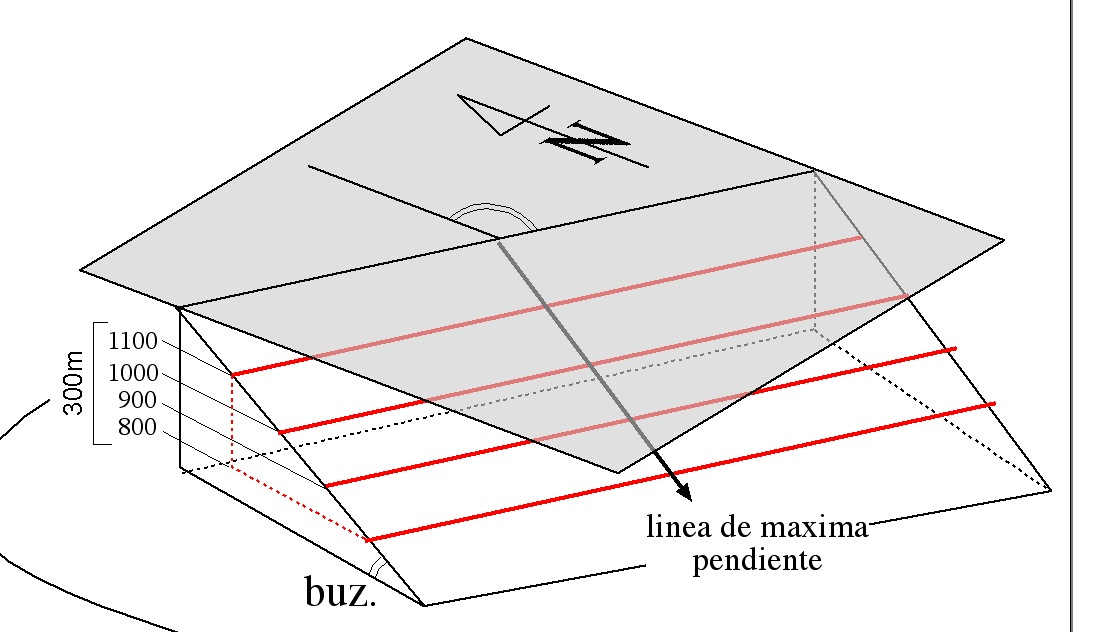 N
1100
1000
900
800
300m
linea de maxima
pendiente
buz.